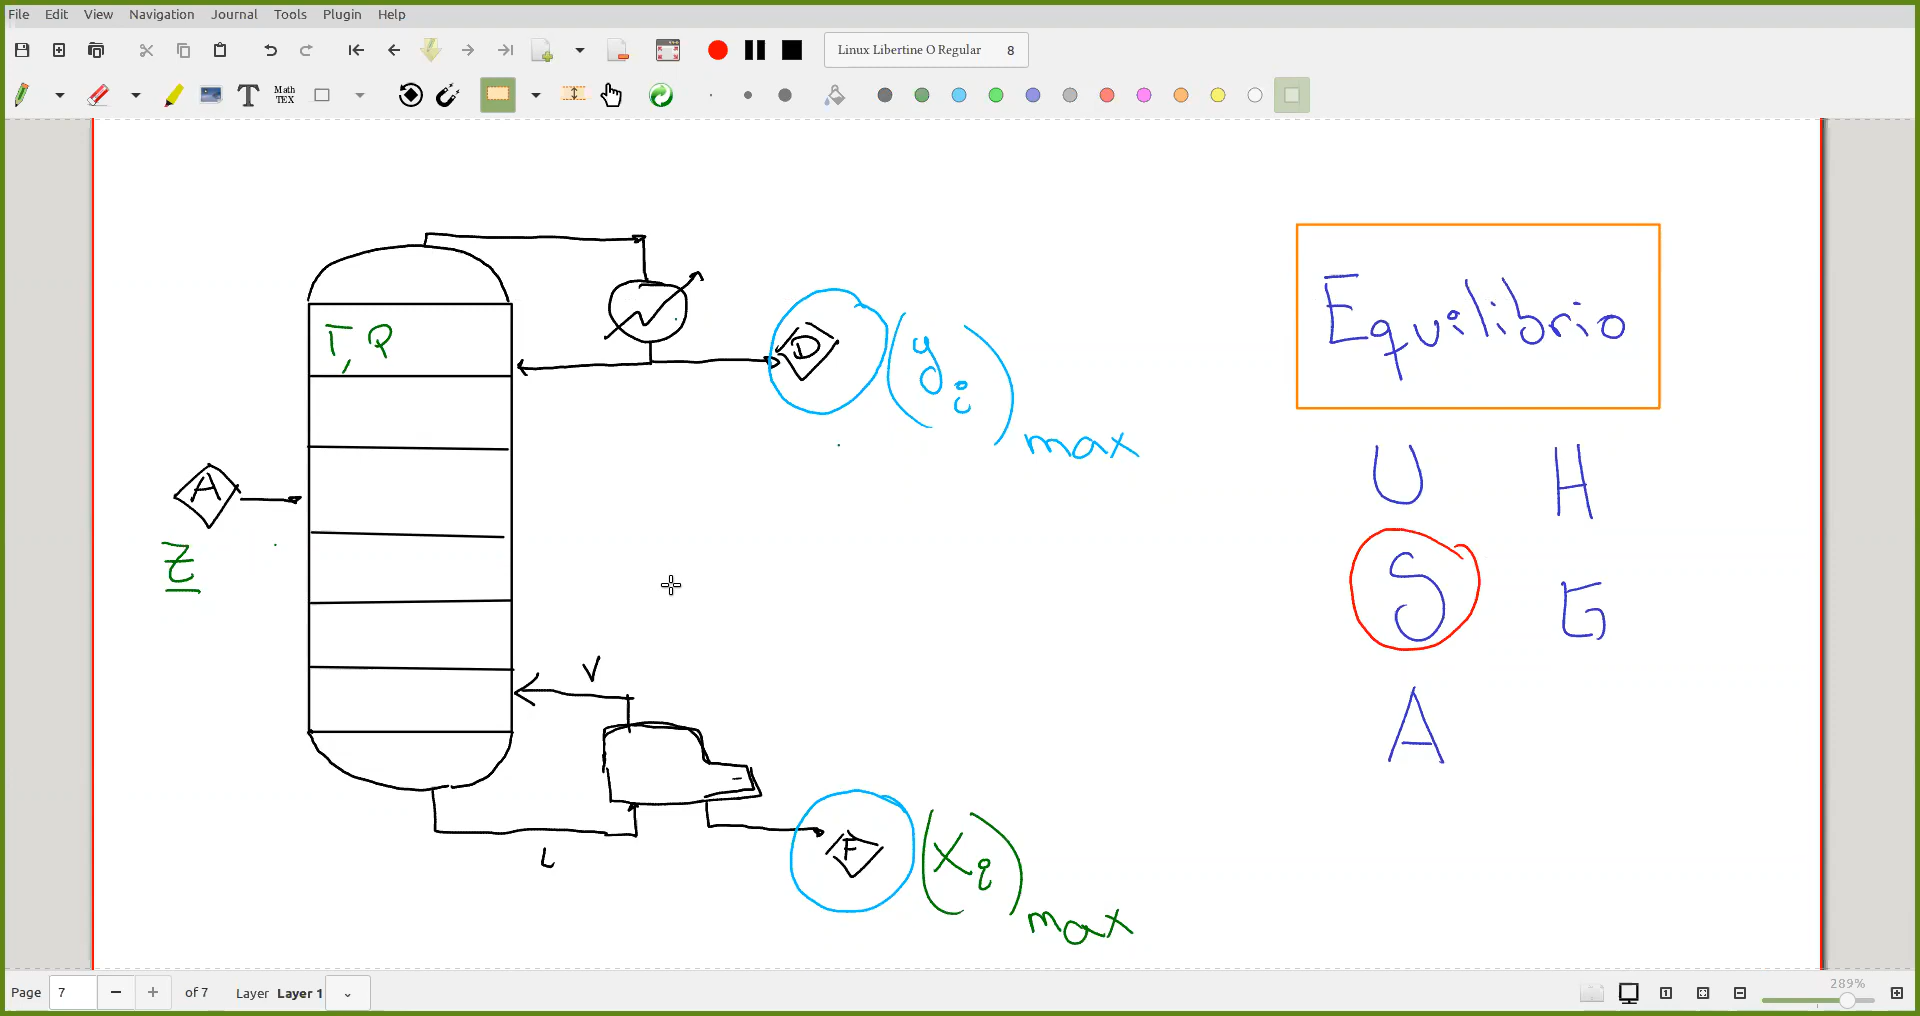 File Edit View Navigation Journal Tools Plugin Help
Linux Libertine O Regular 8
Math
TEX
T, P
D
(yi)max
Equilibrio
U H
A
z
S G
V
A
L
F
(xi)max
Page 7 of 7 Layer Layer 1 289%